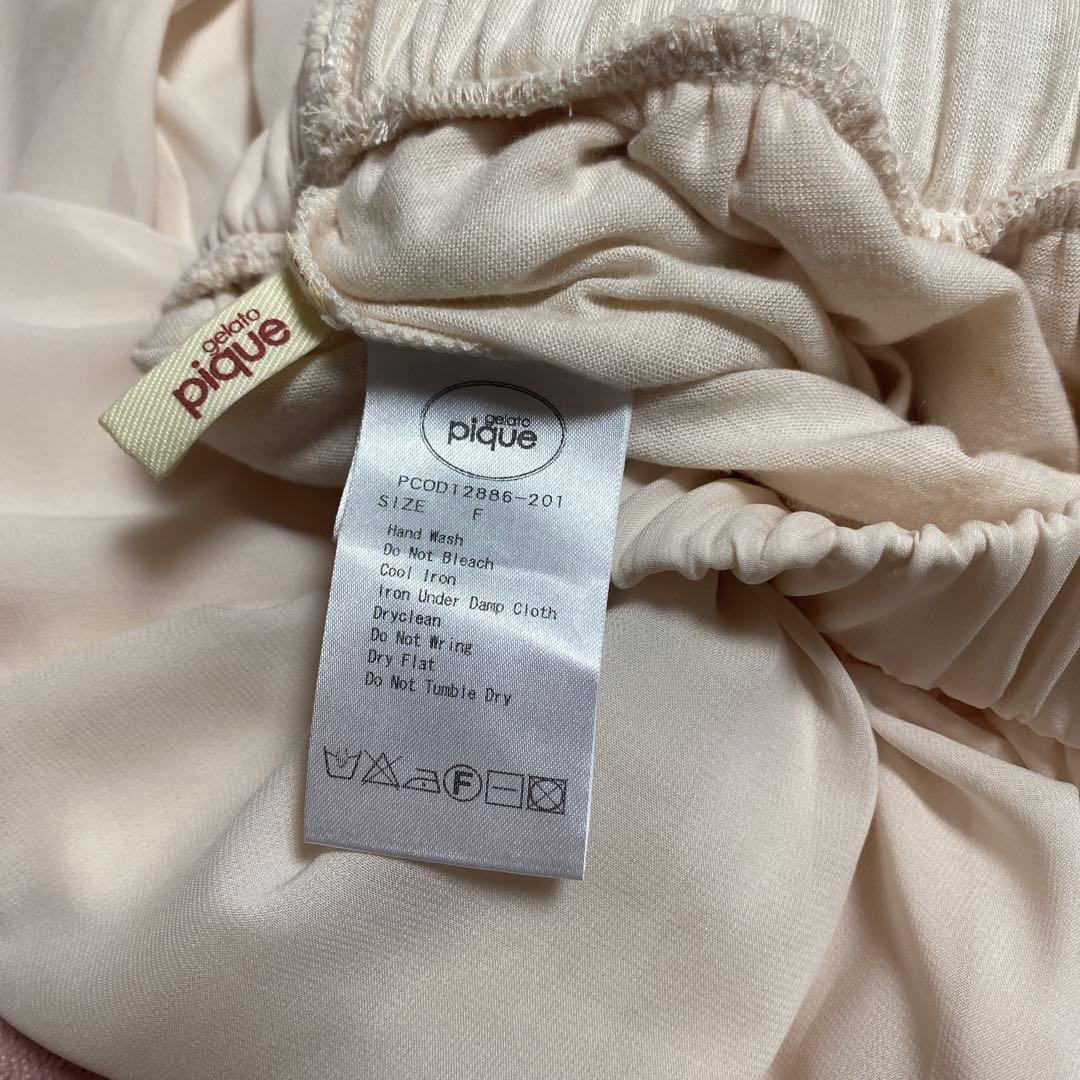 gelato
pique
gelato
pique
PCOD12886-201
SIZE F
Hand Wash
Do Not Bleach
Cool Iron
Iron Under Damp Cloth
Dryclean
Do Not Wring
Dry Flat
Do Not Tumble Dry
F